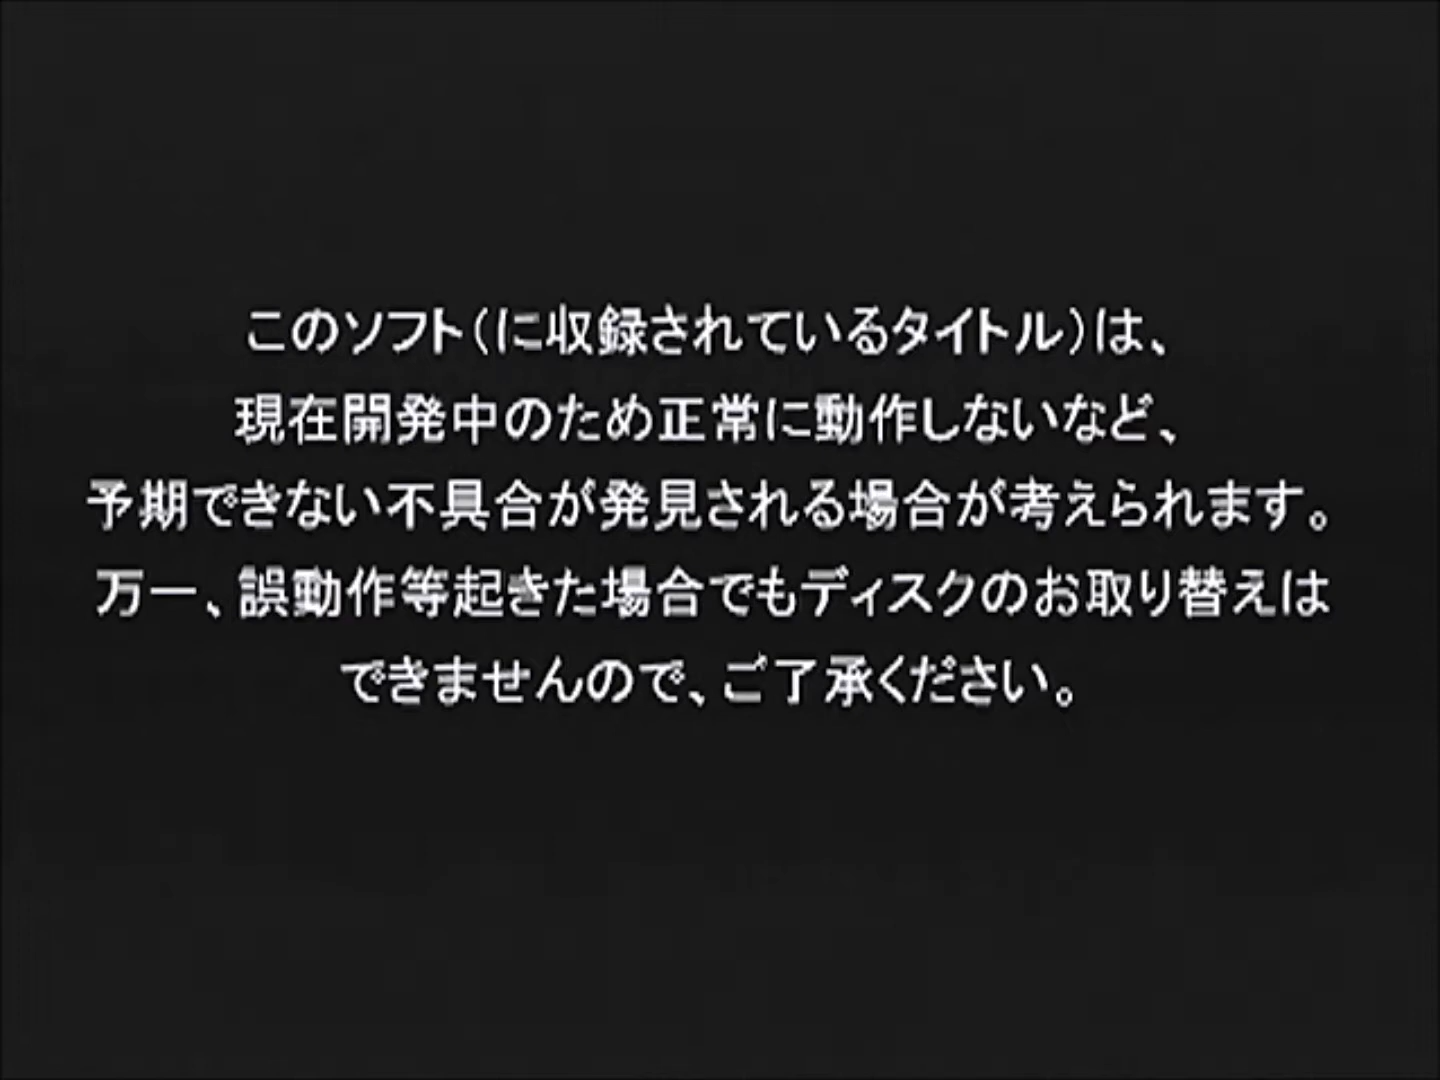 このソフト（に収録されているタイトル）は、
現在開発中のため正常に動作しないなど、
予期できない不具合が発見される場合が考えられます。
万一、誤動作等起きた場合でもディスクのお取り替えは
できませんので、ご了承ください。